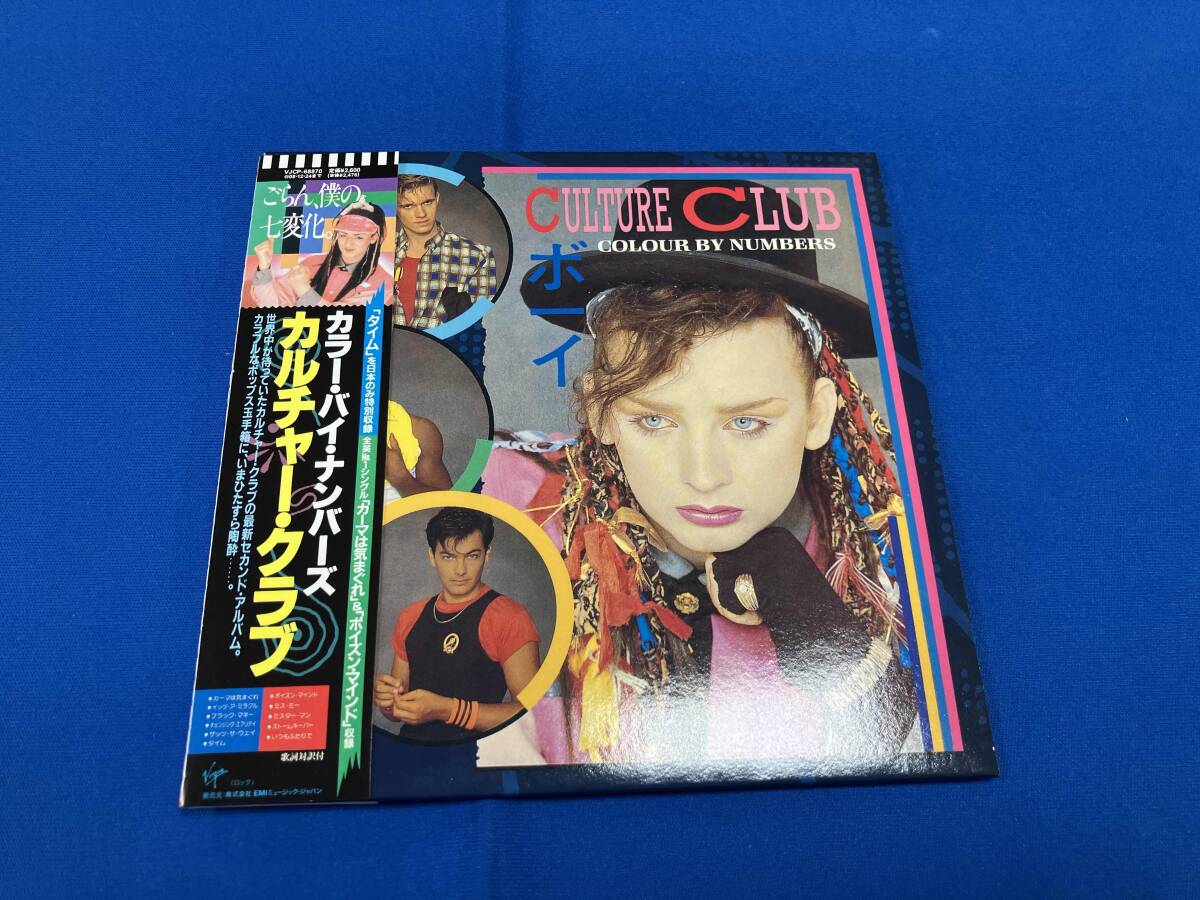 VJCP-68870 定価¥2,600
ごらん、僕の
七変化。
「タイム」を日本のみ特別収録
全英No.1シングル「カーマは気まぐれ」&「ポイズン・マインド」収録
カラー・バイ・ナンバーズ
カルチャー・クラブ
世界中が待っていたカルチャー・クラブの最新セカンド・アルバム。
カラフルなポップス玉手箱に、いまひたすら陶酔……。
・カーマは気まぐれ
・イッツ・ア・ミラクル
・ブラック・マネー
・ザッツ・ザ・ウェイ
・タイム
・ポイズン・マインド
・ミス・ミー
・ミスター・マン
・ストームキーパー
・いつもふたりで
歌詞対訳付
Virgin
(ロック)
株式会社 EMIミュージック・ジャパン
CULTURE CLUB
COLOUR BY NUMBERS
ボーイ